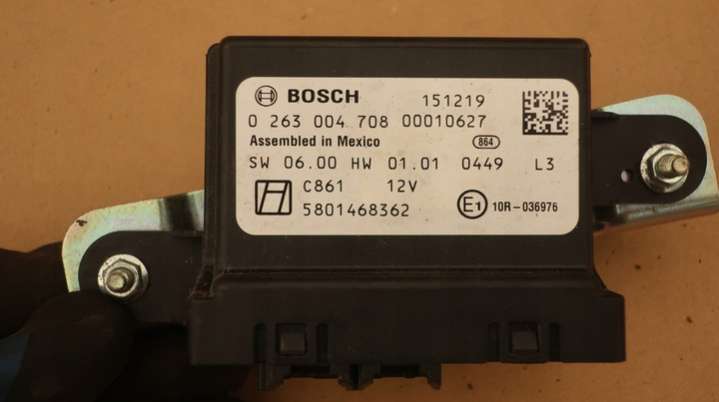 BOSCH 151219
0 263 004 708 00010627
Assembled in Mexico 864
SW 06.00 HW 01.01 0449 L3
C861 12V
5801468362 E1 10R-036976